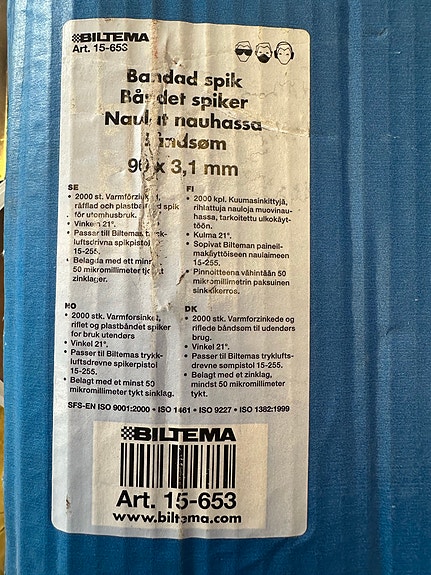 BILTEMA
Art. 15-653
Bandad spik
Båndet spiker
Naulat nauhassa
Båndsøm
90 x 3,1 mm
SE
• 2000 st. Varmförzinkad,
räfflad och plastbandad spik
för utomhusbruk.
• Vinkel 21°.
• Passar till Biltemas tryck-
luftsdrivna spikpistol
15-255.
• Belagda med ett minst
50 mikromillimeter tjockt
zinklager.
FI
• 2000 kpl. Kuumasinkittyjä,
rihlattuja nauloja muovinau-
hassa, tarkoitettu ulkokäyt-
töön.
• Kulma 21°.
• Sopivat Bilteman paineil-
makäyttöiseen naulaimeen
15-255.
• Pinnoitteena vähintään 50
mikromillimetrin paksuinen
sinkkikerros.
NO
• 2000 stk. Varmforsinket,
riflet og plastbåndet spiker
for bruk utendørs
• Vinkel 21°.
• Passer til Biltemas trykk-
luftsdrevne spikerpistol
15-255.
• Belagt med et minst 50
mikromillimeter tykt sinklag.
DK
• 2000 stk. Varmforzinkede og
riflede båndsøm til udendørs
brug.
• Vinkel 21°.
• Passer til Biltemas tryklufts-
drevne sømpistol 15-255.
• Belagt med et zinklag,
mindst 50 mikromillimeter
tykt.
SFS-EN ISO 9001:2000 • ISO 1461 • ISO 9227 • ISO 1382:1999
BILTEMA
Art. 15-653
www.biltema.com